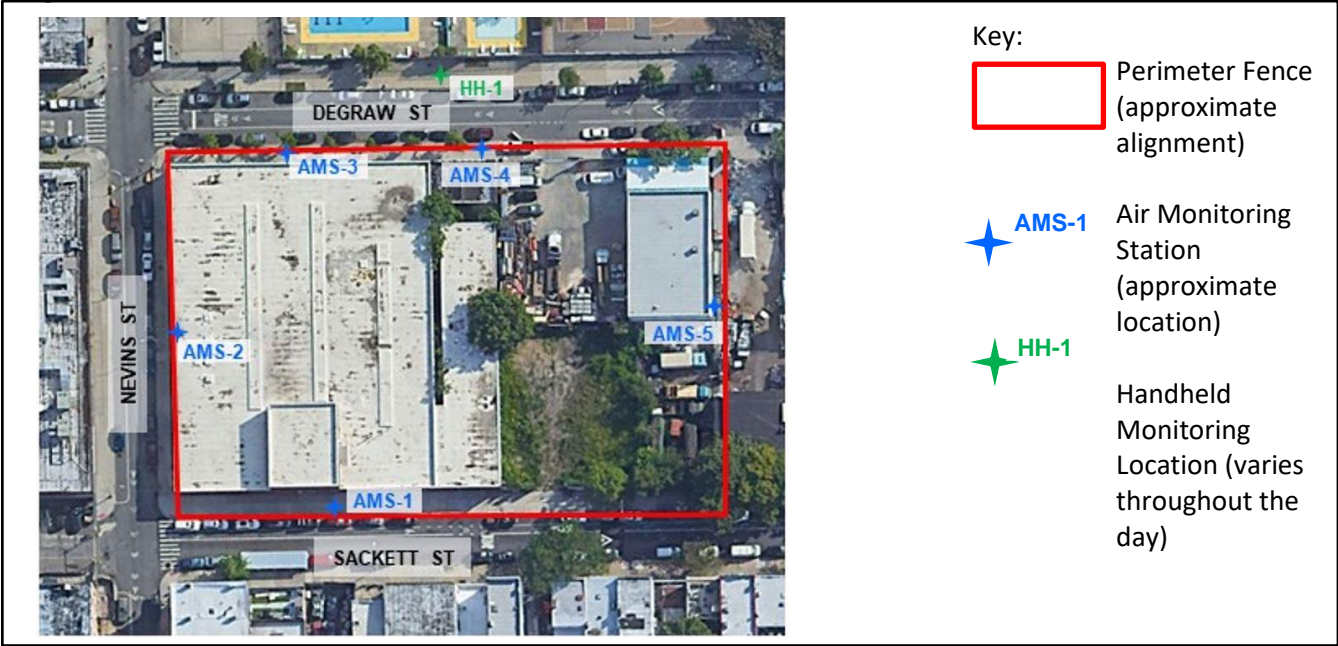 HH-1
DEGRAW ST
AMS-3
AMS-4
NEVINS ST
AMS-2
AMS-5
AMS-1
SACKETT ST
Key:
Perimeter Fence
(approximate
alignment)
AMS-1
Air Monitoring
Station
(approximate
location)
HH-1
Handheld
Monitoring
Location (varies
throughout the
day)